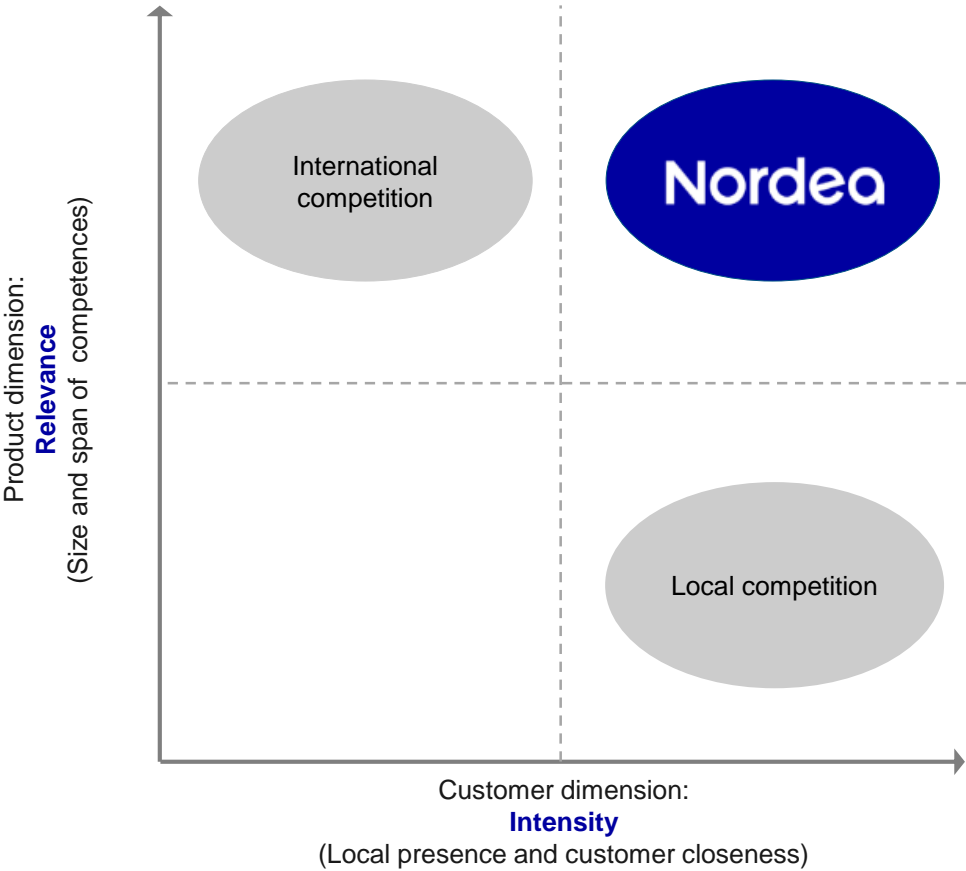 International
competition
Nordea
Product dimension:
Relevance
(Size and span of competences)
Local competition
Customer dimension:
Intensity
(Local presence and customer closeness)